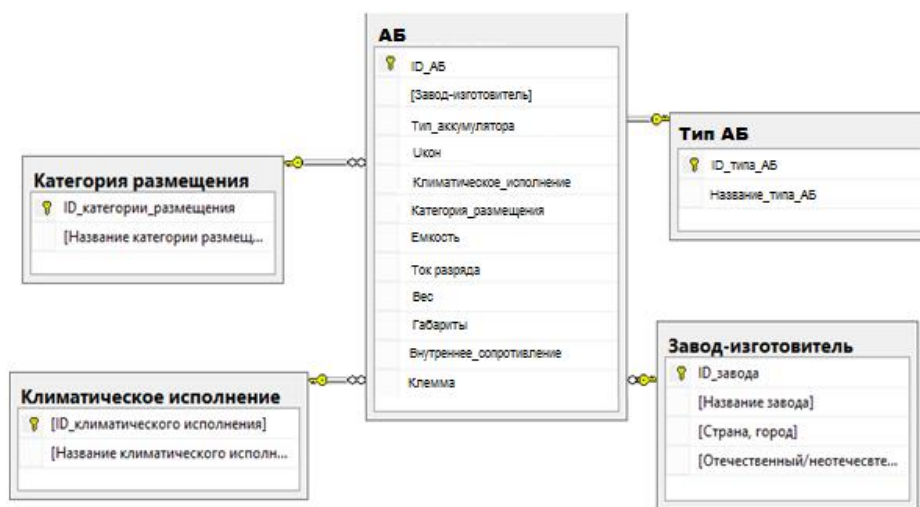 АБ
ID_АБ
[Завод-изготовитель]
Тип_аккумулятора
Uкон
Климатическое_исполнение
Категория_размещения
Емкость
Ток разряда
Вес
Габариты
Внутреннее_сопротивление
Клемма
Категория размещения
ID_категории_размещения
[Название категории размещ...
Климатическое исполнение
[ID_климатического исполнения]
[Название климатического исполн...
Тип АБ
ID_типа_АБ
Название_типа_АБ
Завод-изготовитель
ID_завода
[Название завода]
[Страна, город]
[Отечественный/неотечесвте...